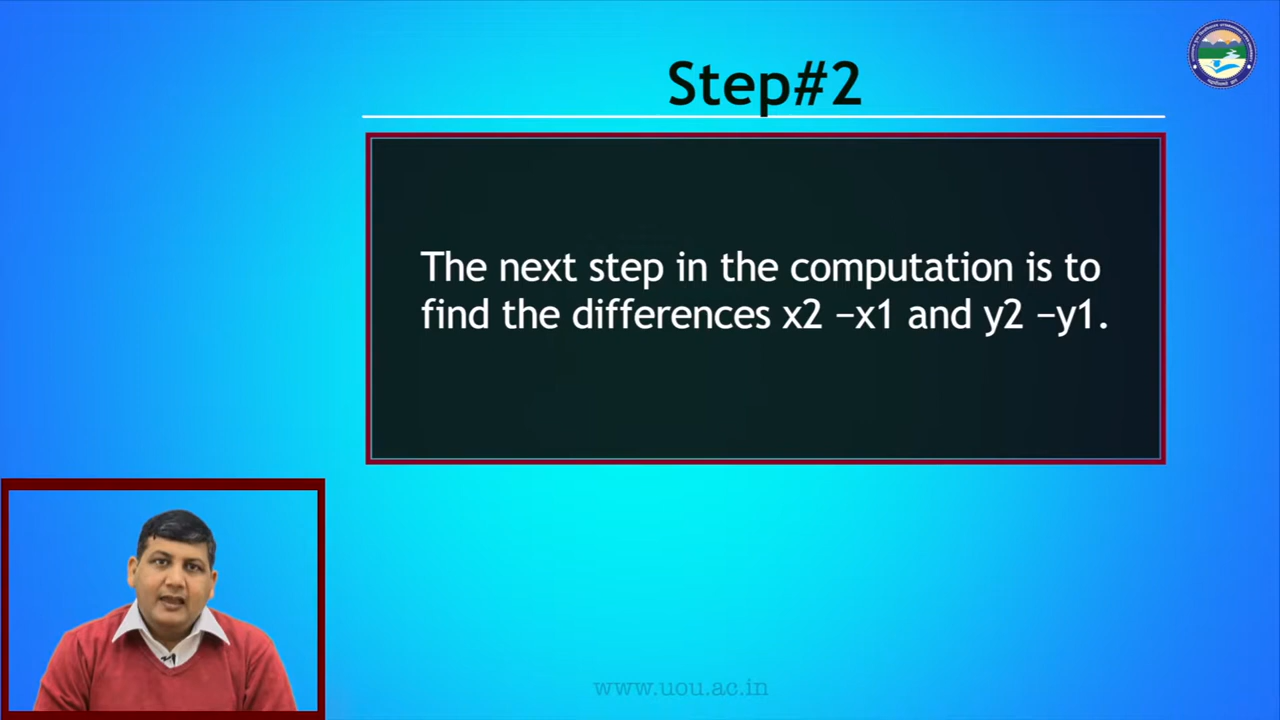 Step#2
The next step in the computation is to
find the differences x2 −x1 and y2 −y1.
www.uou.ac.in